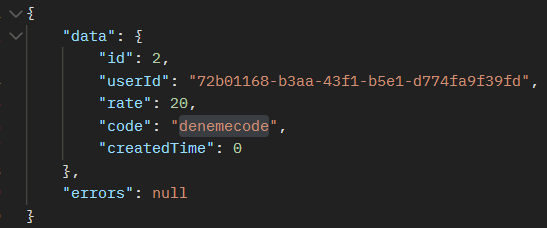 {
"data": {
"id": 2,
"userId": "72b01168-b3aa-43f1-b5e1-d774fa9f39fd",
"rate": 20,
"code": "denemecode",
"createdTime": 0
},
"errors": null
}